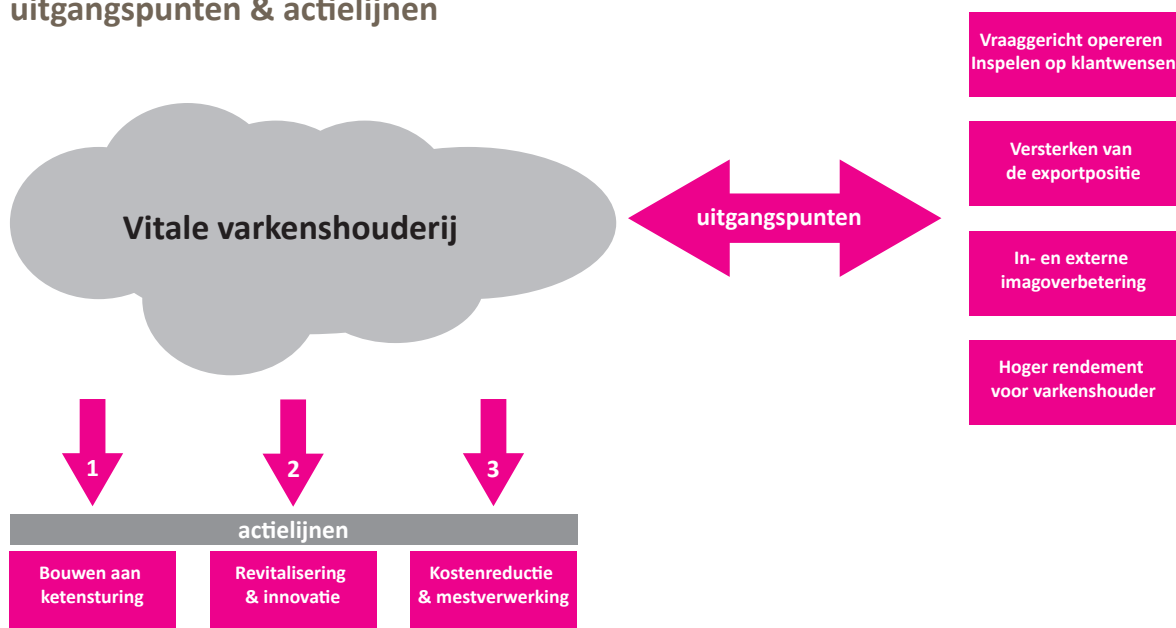 uitgangspunten & actielijnen
Vitale varkenshouderij
uitgangspunten
Vraaggericht opereren
Inspelen op klantwensen
Versterken van
de exportpositie
In- en externe
imagoverbetering
Hoger rendement
voor varkenshouder
1
2
3
actielijnen
Bouwen aan
ketensturing
Revitalisering
& innovatie
Kostenreductie
& mestverwerking